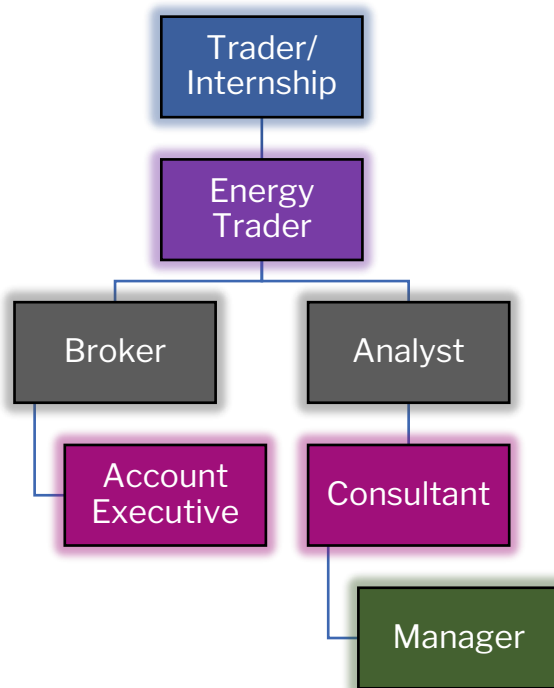 Trader/
Internship
Energy
Trader
Broker
Analyst
Account
Executive
Consultant
Manager